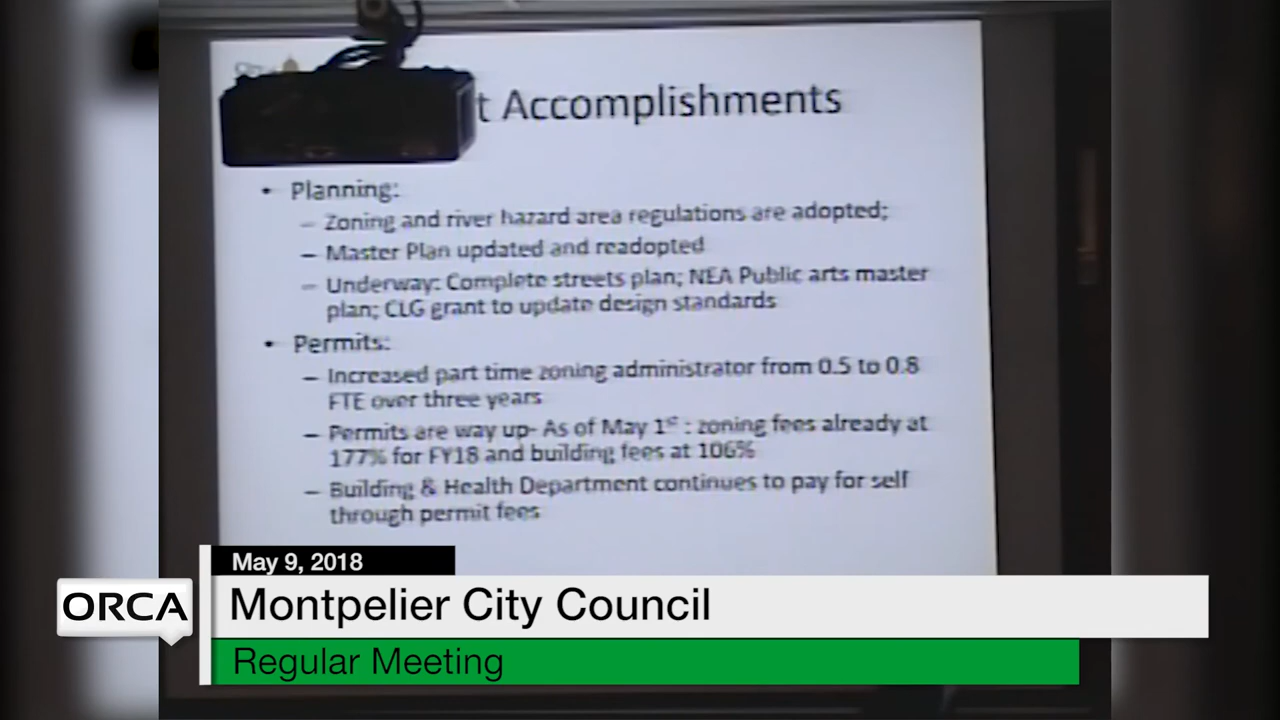 t Accomplishments
• Planning:
– Zoning and river hazard area regulations are adopted;
– Master Plan updated and readopted
– Underway: Complete streets plan; NEA Public arts master
plan; CLG grant to update design standards
• Permits:
– Increased part time zoning administrator from 0.5 to 0.8
FTE over three years
– Permits are way up- As of May 1st : zoning fees already at
177% for FY18 and building fees at 106%
– Building & Health Department continues to pay for self
through permit fees
May 9, 2018
ORCA
Montpelier City Council
Regular Meeting